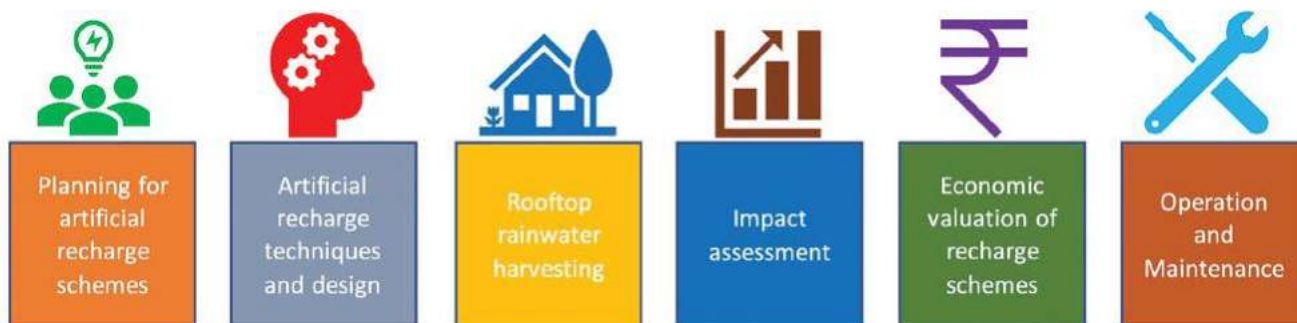 Planning for
artificial
recharge
schemes
Artificial
recharge
techniques
and design
Rooftop
rainwater
harvesting
Impact
assessment
Economic
valuation of
recharge
schemes
Operation
and
Maintenance